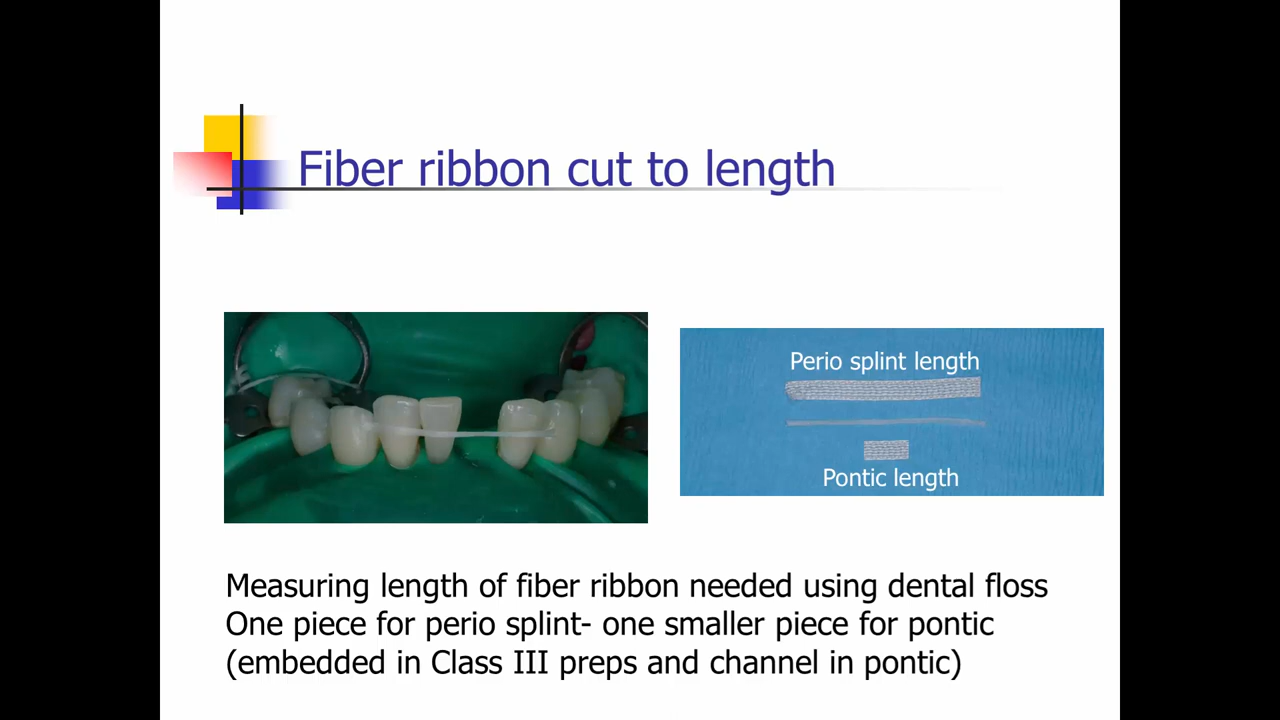 Fiber ribbon cut to length
Perio splint length
Pontic length
Measuring length of fiber ribbon needed using dental floss
One piece for perio splint- one smaller piece for pontic
(embedded in Class III preps and channel in pontic)